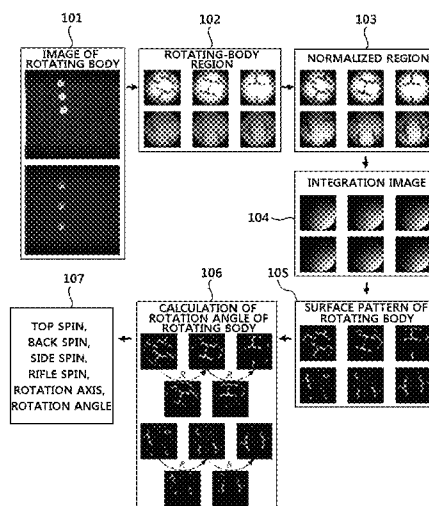 101
IMAGE OF
ROTATING BODY
102
ROTATING-BODY
REGION
103
NORMALIZED REGION
INTEGRATION IMAGE
104
105
SURFACE PATTERN OF
ROTATING BODY
106
CALCULATION OF
ROTATION ANGLE OF
ROTATING BODY
R
R
R
R
107
TOP SPIN,
BACK SPIN,
SIDE SPIN,
RIFLE SPIN,
ROTATION AXIS,
ROTATION ANGLE